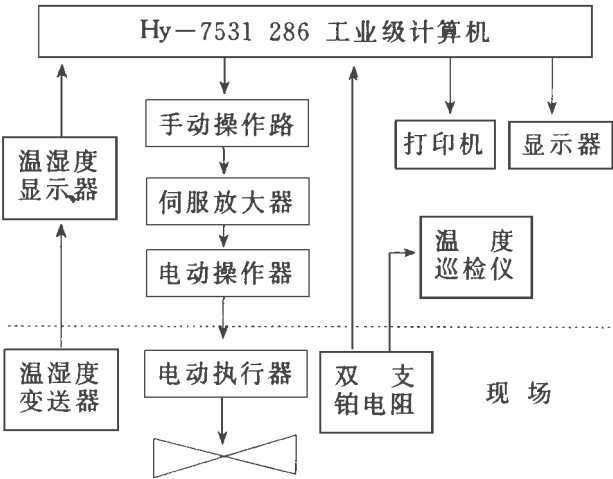 Hy－7531 286 工业级计算机
手动操作路
打印机
显示器
温湿度
显示器
伺服放大器
温 度
巡检仪
电动操作器
温湿度
变送器
电动执行器
双 支
铂电阻
现 场